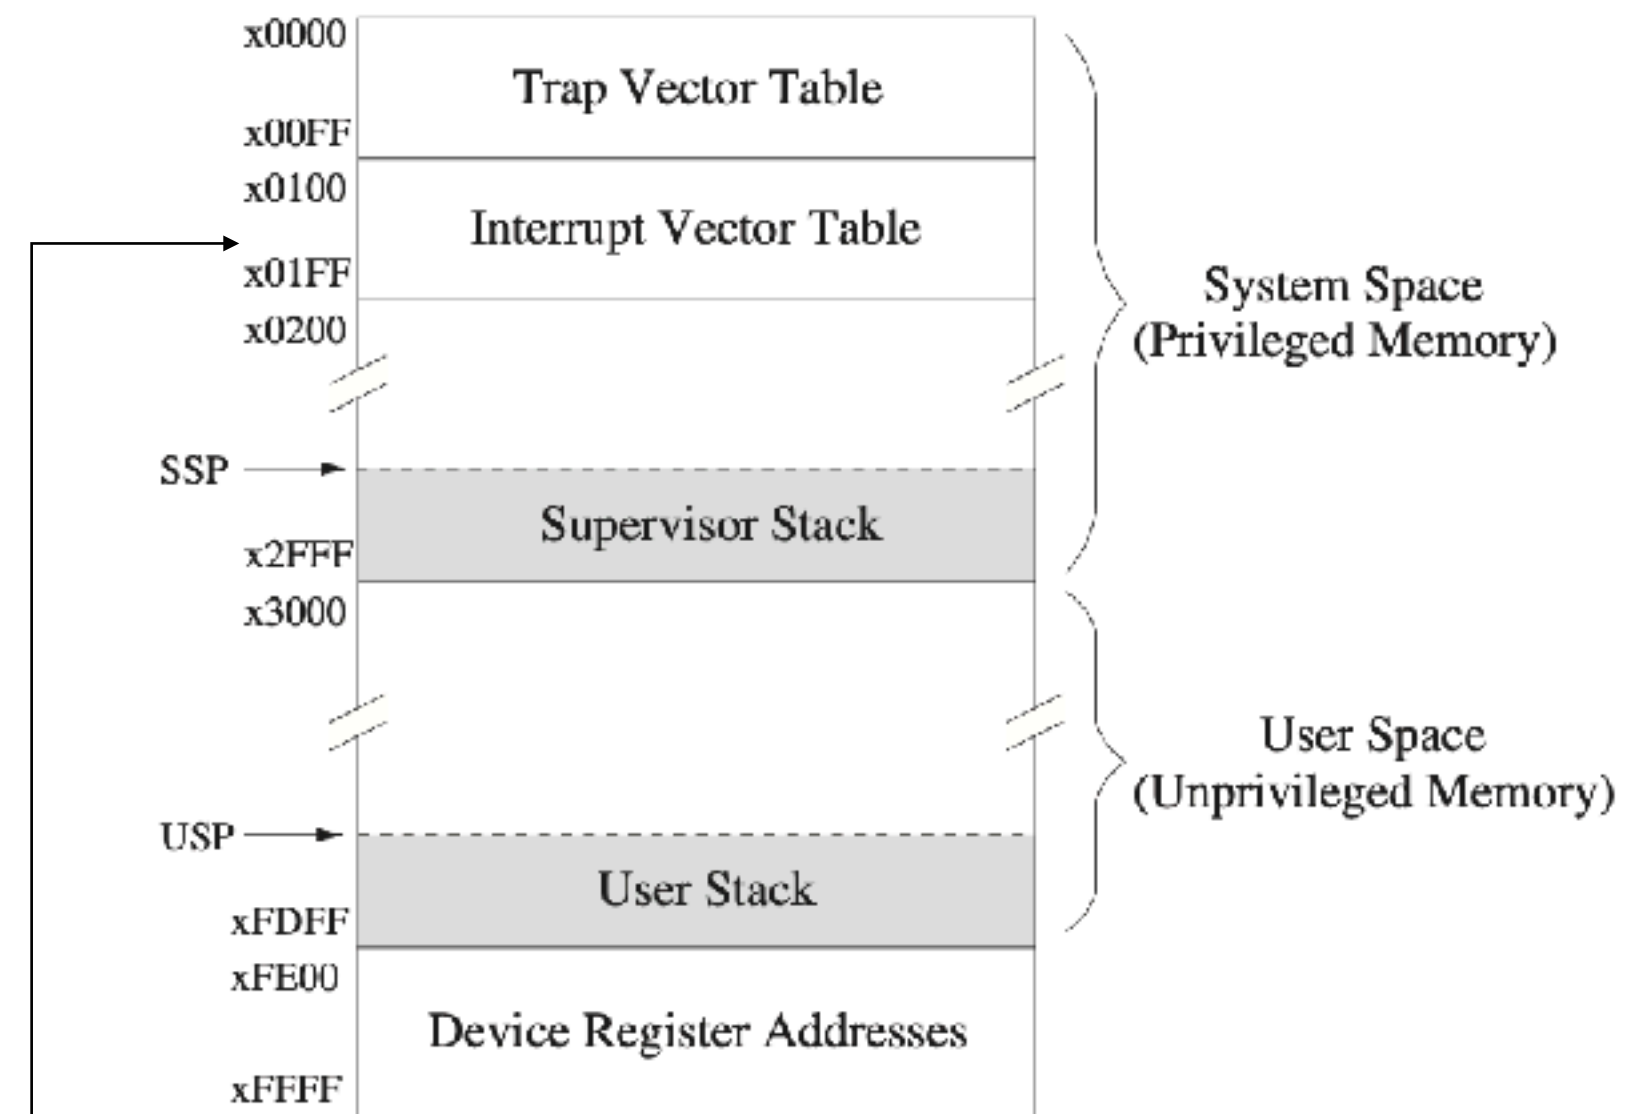 x0000
Trap Vector Table
x00FF
x0100
Interrupt Vector Table
x01FF
System Space
(Privileged Memory)
x0200
SSP
Supervisor Stack
x2FFF
x3000
User Space
(Unprivileged Memory)
USP
User Stack
xFDFF
xFE00
Device Register Addresses
xFFFF